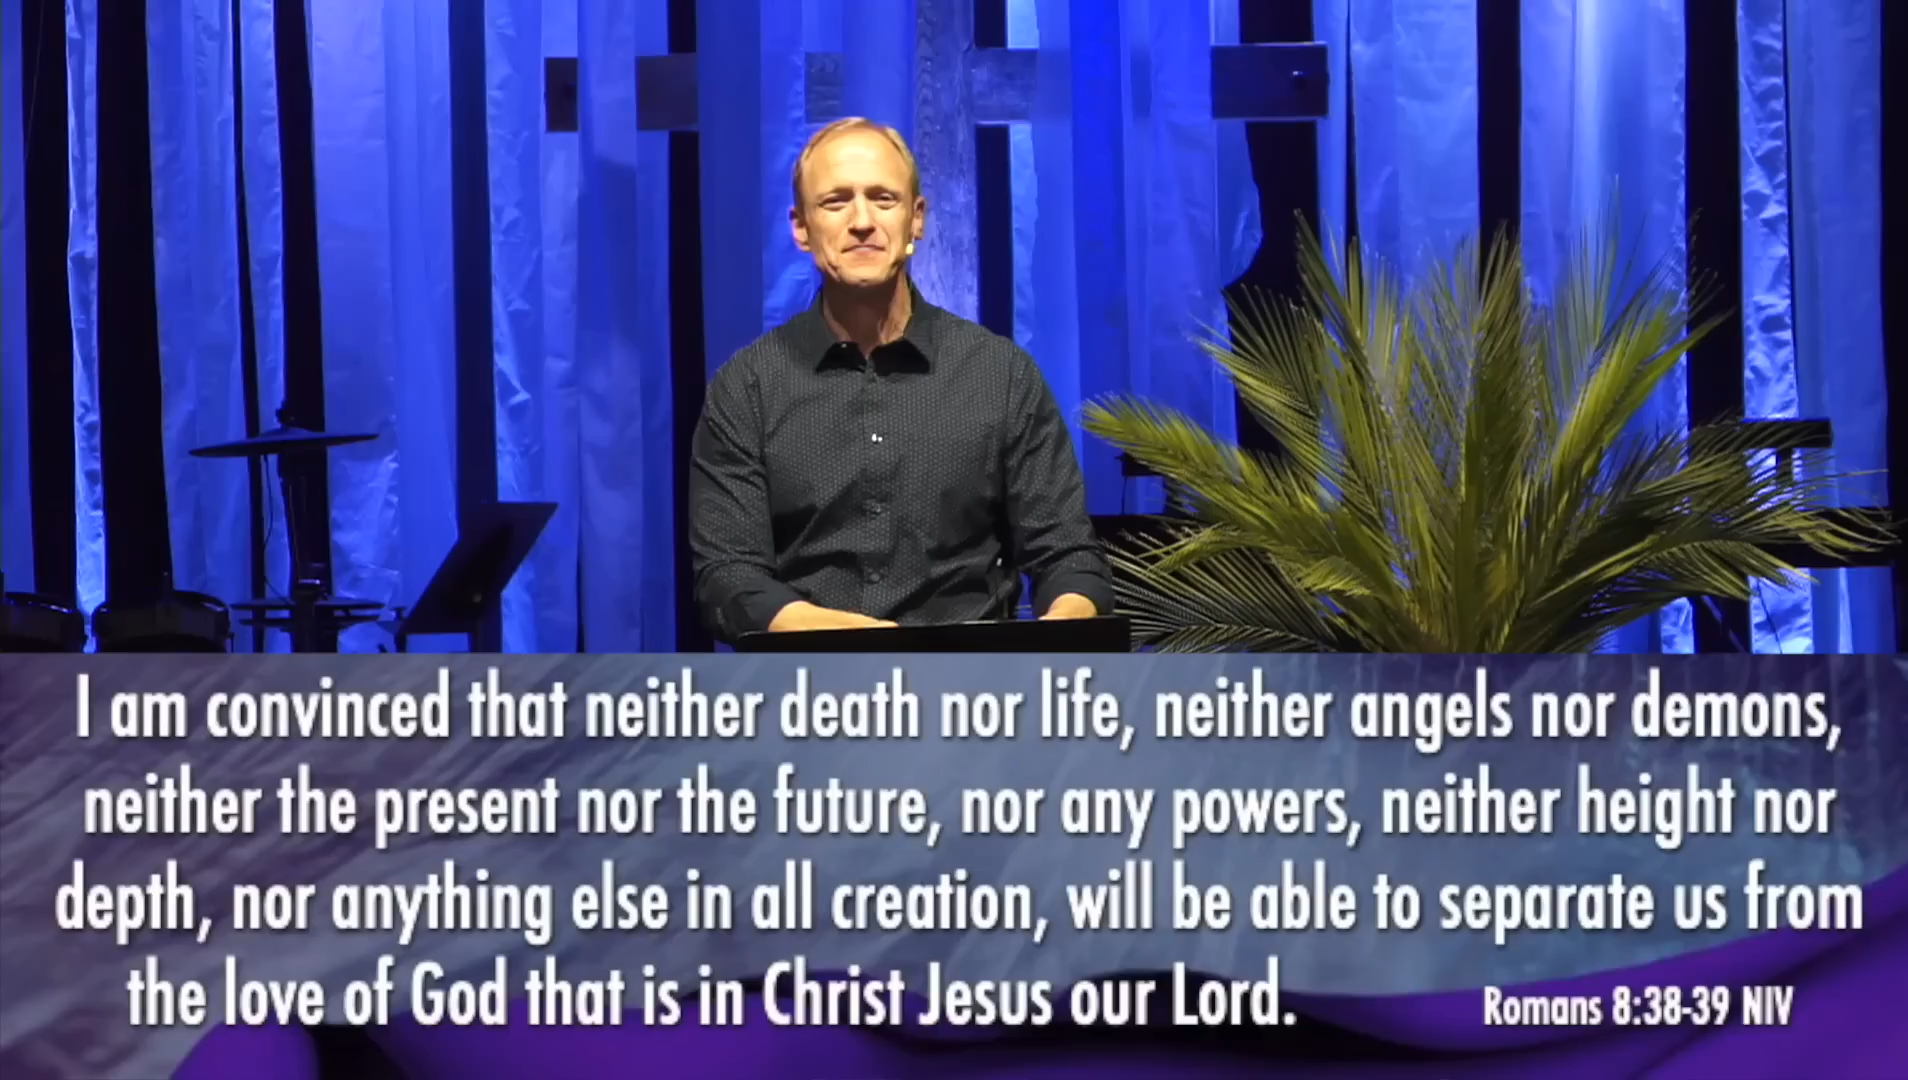 I am convinced that neither death nor life, neither angels nor demons,
neither the present nor the future, nor any powers, neither height nor
depth, nor anything else in all creation, will be able to separate us from
the love of God that is in Christ Jesus our Lord.
Romans 8:38-39 NIV